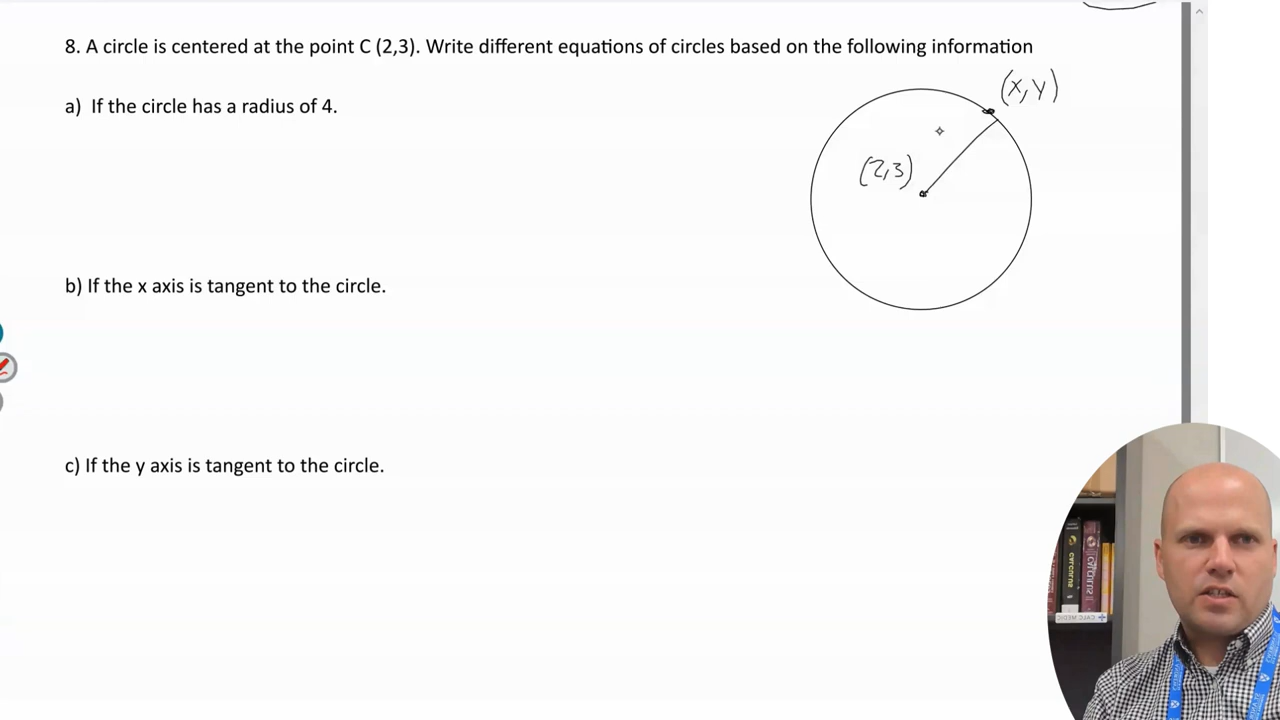 8. A circle is centered at the point C (2,3). Write different equations of circles based on the following information
(x, y)
a) If the circle has a radius of 4.
(2,3)
b) If the x axis is tangent to the circle.
c) If the y axis is tangent to the circle.